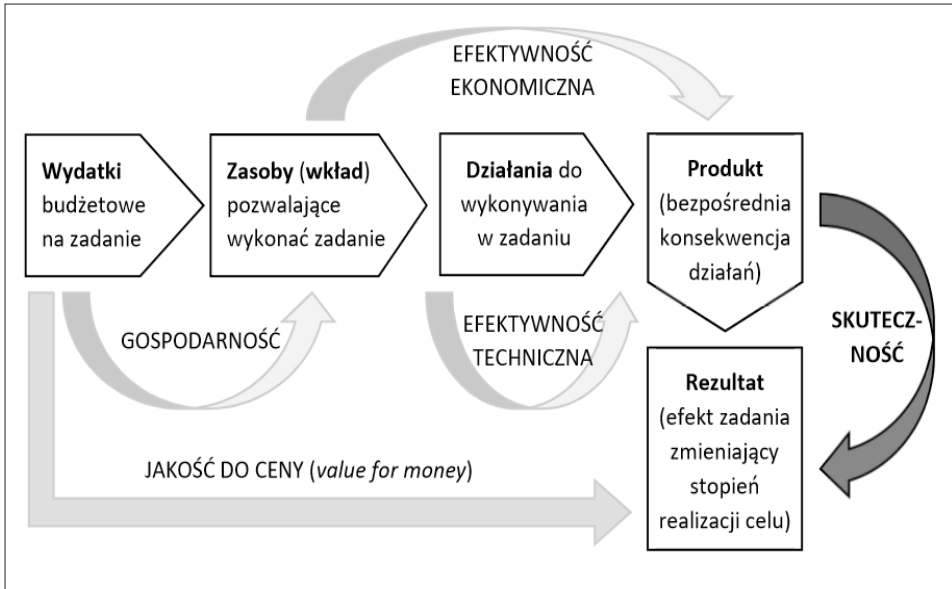 EFEKTYWNOŚĆ
EKONOMICZNA
Wydatki
budżetowe
na zadanie
Zasoby (wkład)
pozwalające
wykonać zadanie
Działania do
wykonywania
w zadaniu
Produkt
(bezpośrednia
konsekwencja
działań)
GOSPODARNOŚĆ
EFEKTYWNOŚĆ
TECHNICZNA
SKUTECZ-
NOŚĆ
Rezultat
(efekt zadania
zmieniający
stopień
realizacji celu)
JAKOŚĆ DO CENY (value for money)